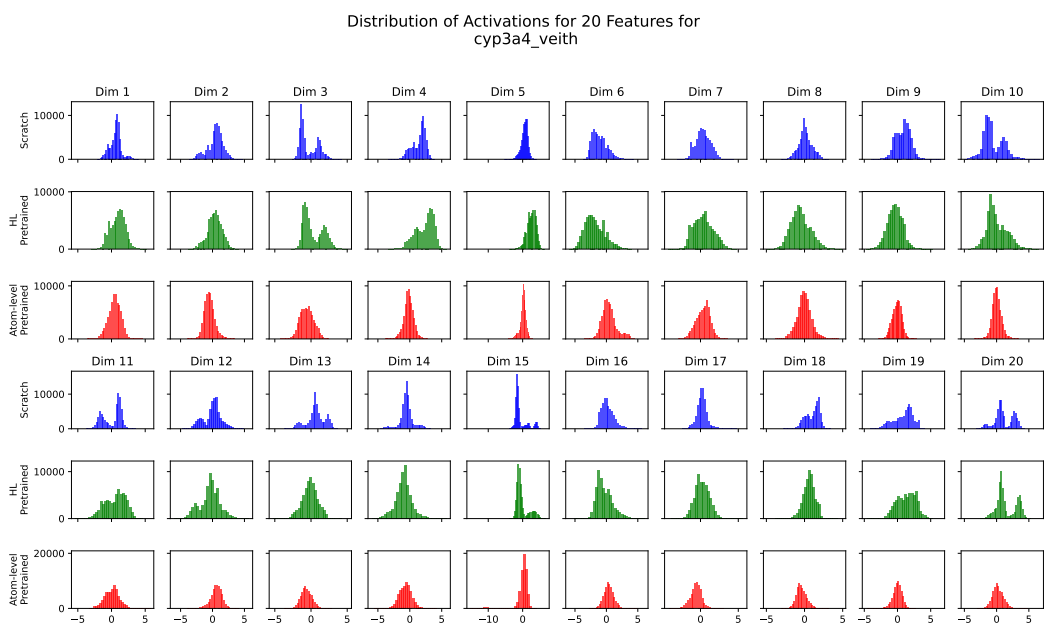 Distribution of Activations for 20 Features for
cyp3a4_veith
Dim 1 Dim 2 Dim 3 Dim 4 Dim 5 Dim 6 Dim 7 Dim 8 Dim 9 Dim 10
Scratch
10000
0
HL
Pretrained
10000
0
Atom-level
Pretrained
10000
0
Dim 11 Dim 12 Dim 13 Dim 14 Dim 15 Dim 16 Dim 17 Dim 18 Dim 19 Dim 20
Scratch
10000
0
HL
Pretrained
10000
0
Atom-level
Pretrained
20000
0
−5 0 5 −5 0 5 −5 0 5 −5 0 5 −10 0 −5 0 5 0 5 −5 0 5 −5 0 5 −5 0 5